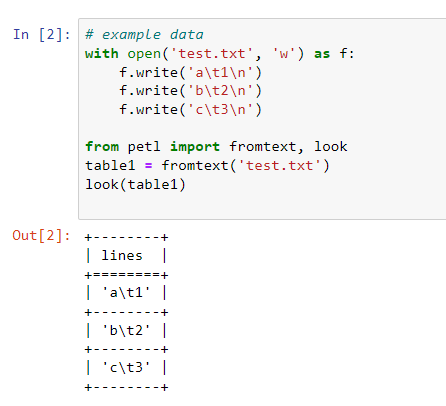 In [2]: # example data
with open('test.txt', 'w') as f:
    f.write('a\t1\n')
    f.write('b\t2\n')
    f.write('c\t3\n')

from petl import fromtext, look
table1 = fromtext('test.txt')
look(table1)

Out[2]: +--------+
| lines  |
+========+
| 'a\t1' |
+--------+
| 'b\t2' |
+--------+
| 'c\t3' |
+--------+